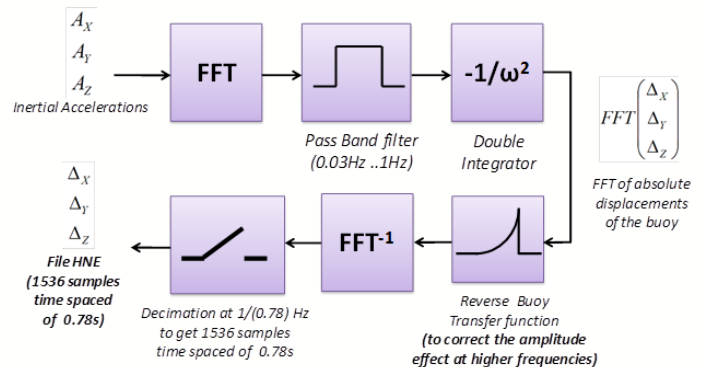 A_X
A_Y
A_Z
Inertial Accelerations
FFT
Pass Band filter
(0.03Hz ..1Hz)
-1/ω²
Double
Integrator
FFT
Δ_X
Δ_Y
Δ_Z
FFT of absolute
displacements
of the buoy
Reverse Buoy
Transfer function
(to correct the amplitude
effect at higher frequencies)
FFT⁻¹
Decimation at 1/(0.78) Hz
to get 1536 samples
time spaced of 0.78s
Δ_X
Δ_Y
Δ_Z
File HNE
(1536 samples
time spaced
of 0.78s)